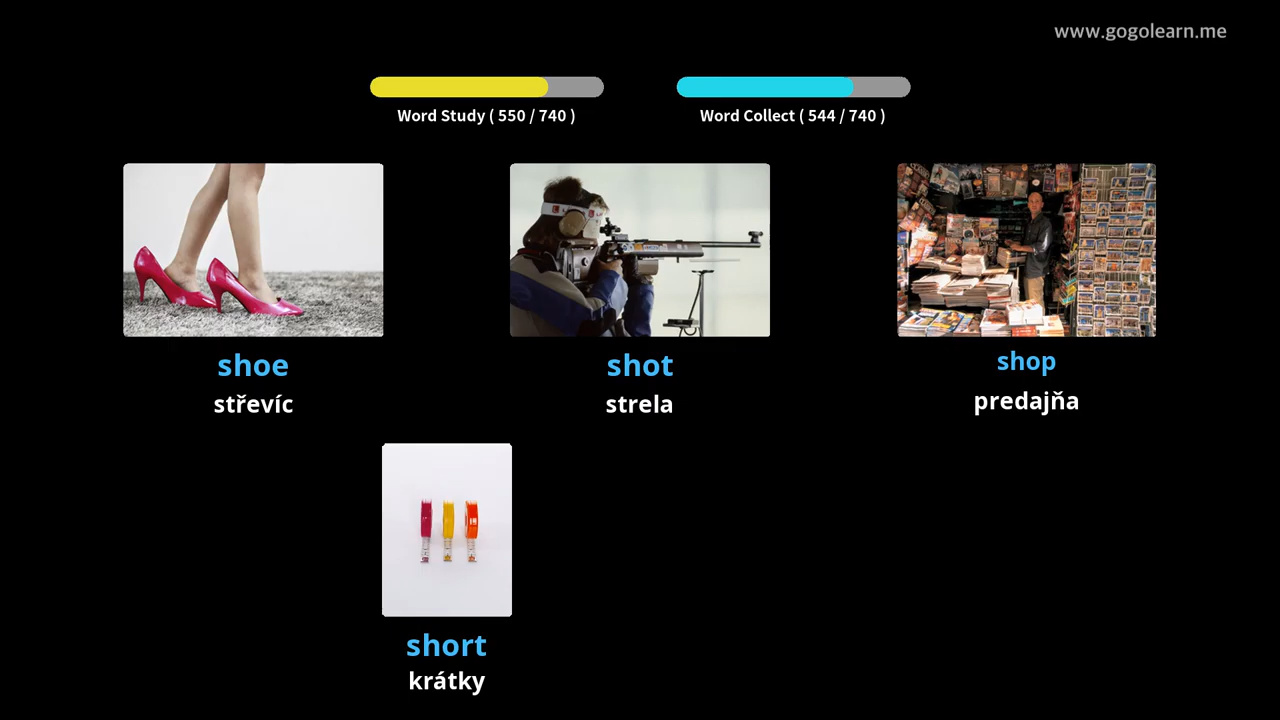 www.gogolearn.me
Word Study ( 550 / 740 )
Word Collect ( 544 / 740 )
shoe
střevíc
shot
strela
shop
predajňa
short
krátky